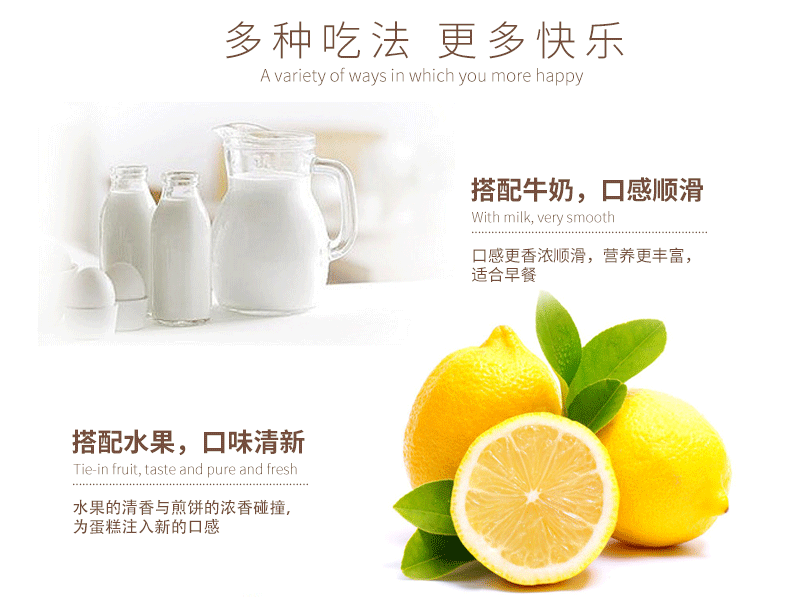 多种吃法 更多快乐
A variety of ways in which you more happy
搭配牛奶，口感顺滑
With milk, very smooth
口感更香浓顺滑，营养更丰富，
适合早餐
搭配水果，口味清新
Tie-in fruit, taste and pure and fresh
水果的清香与煎饼的浓香碰撞,
为蛋糕注入新的口感